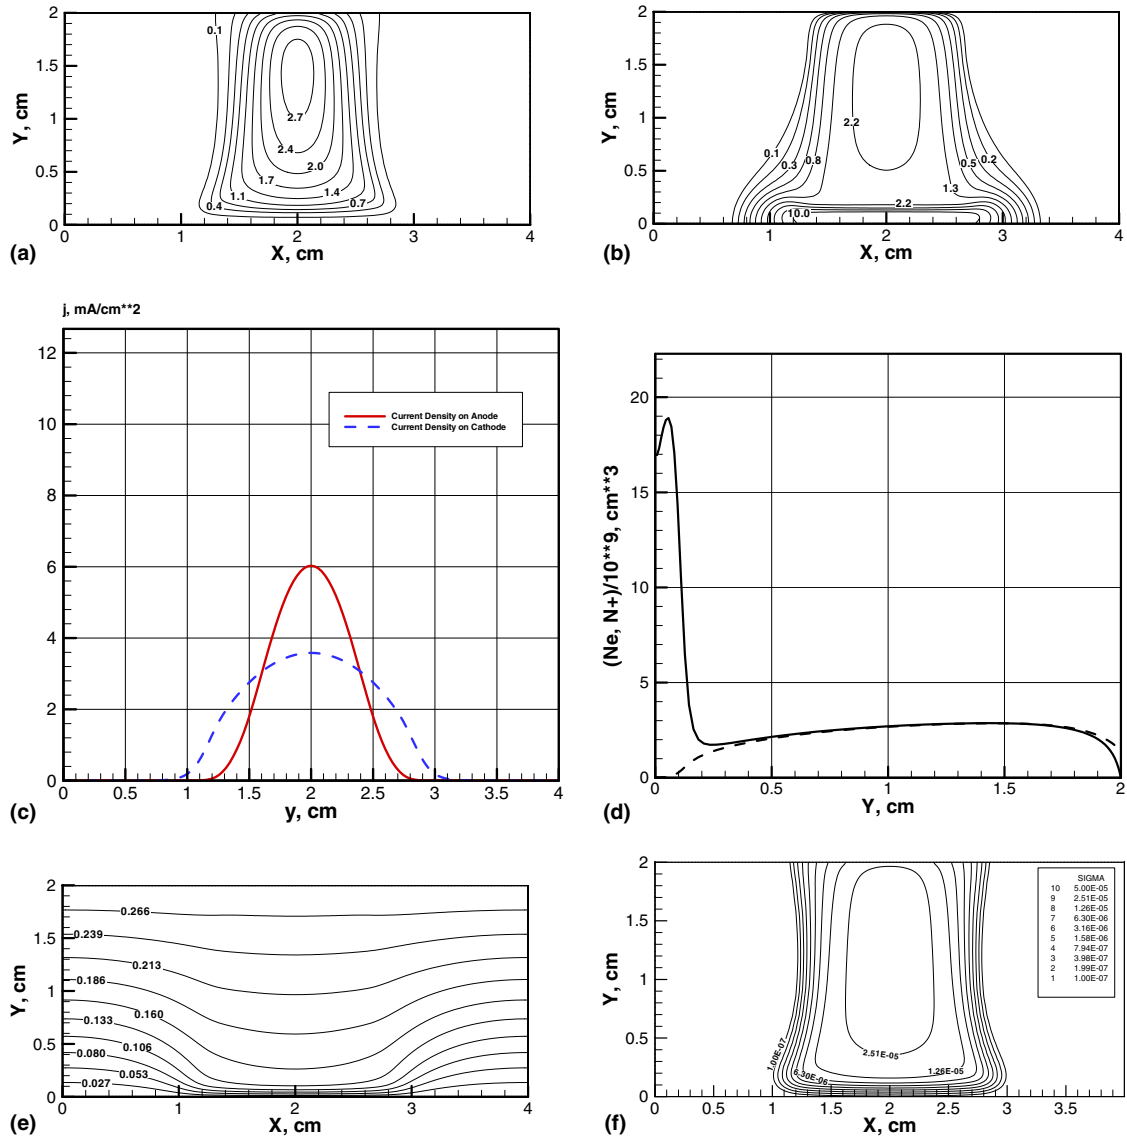 2
1.5
1
0.5
0
Y, cm
0.1
2.7
2.4
2.0
1.7
1.4
1.1
0.7
0.4
0 1 2 3 4
X, cm
(a)
2
1.5
1
0.5
0
Y, cm
2.2
0.1
0.3
0.8
0.5
0.2
1.3
2.2
10.0
0 1 2 3 4
X, cm
(b)
j, mA/cm**2
12
10
8
6
4
2
0
Current Density on Anode
Current Density on Cathode
0 0.5 1 1.5 2 2.5 3 3.5 4
y, cm
(c)
20
15
10
5
0
(Ne, N+)/10**9, cm**3
0 0.5 1 1.5 2
Y, cm
(d)
2
1.5
1
0.5
0
Y, cm
0.266
0.239
0.213
0.186
0.160
0.133
0.106
0.080
0.053
0.027
0 1 2 3 4
X, cm
(e)
2
1.5
1
0.5
0
Y, cm
SIGMA
10 5.00E-05
9 2.51E-05
8 1.26E-05
7 6.30E-06
6 3.16E-06
5 1.58E-06
4 7.94E-07
3 3.98E-07
2 1.99E-07
1 1.00E-07
1.00E-07
2.51E-05
6.30E-06
1.26E-05
0 0.5 1 1.5 2 2.5 3 3.5
X, cm
(f)